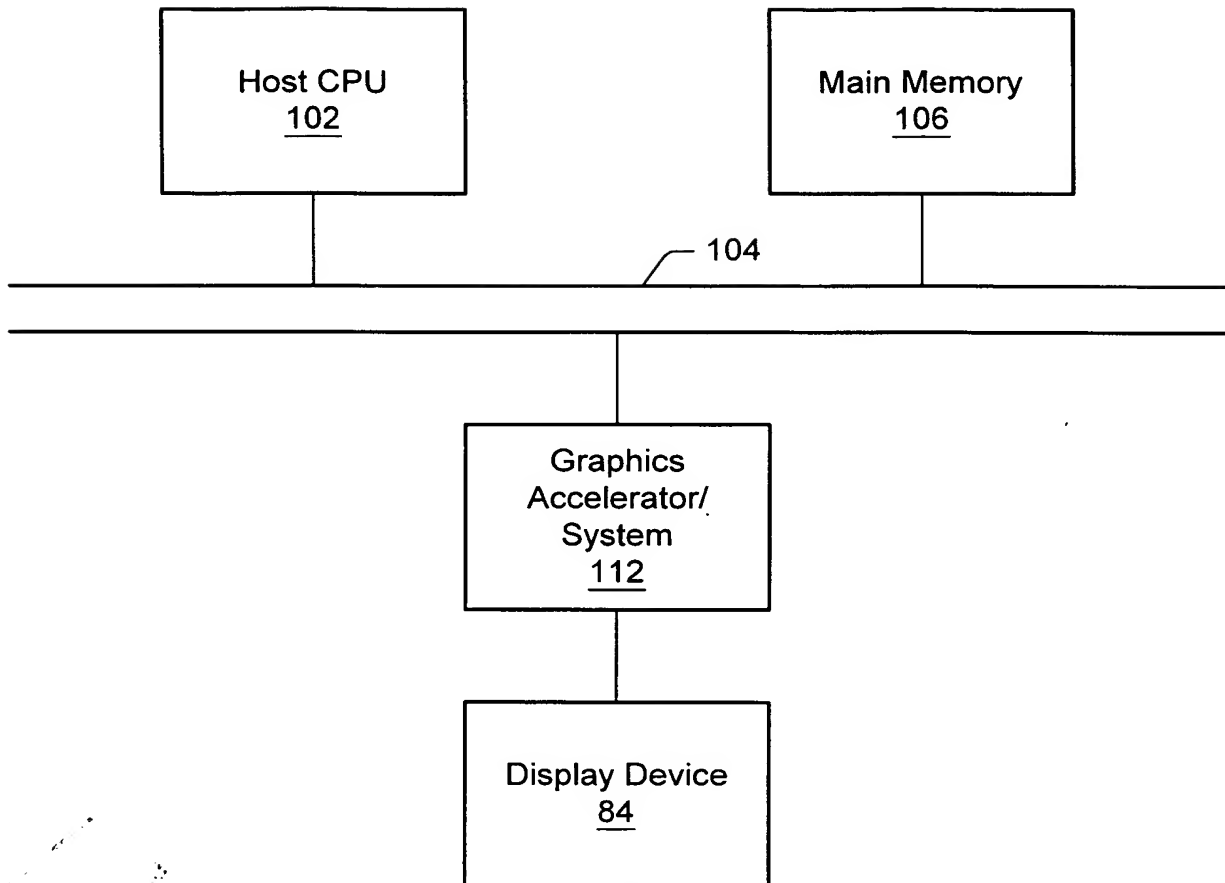 Host CPU
102
Main Memory
106
104
Graphics
Accelerator/
System
112
Display Device
84